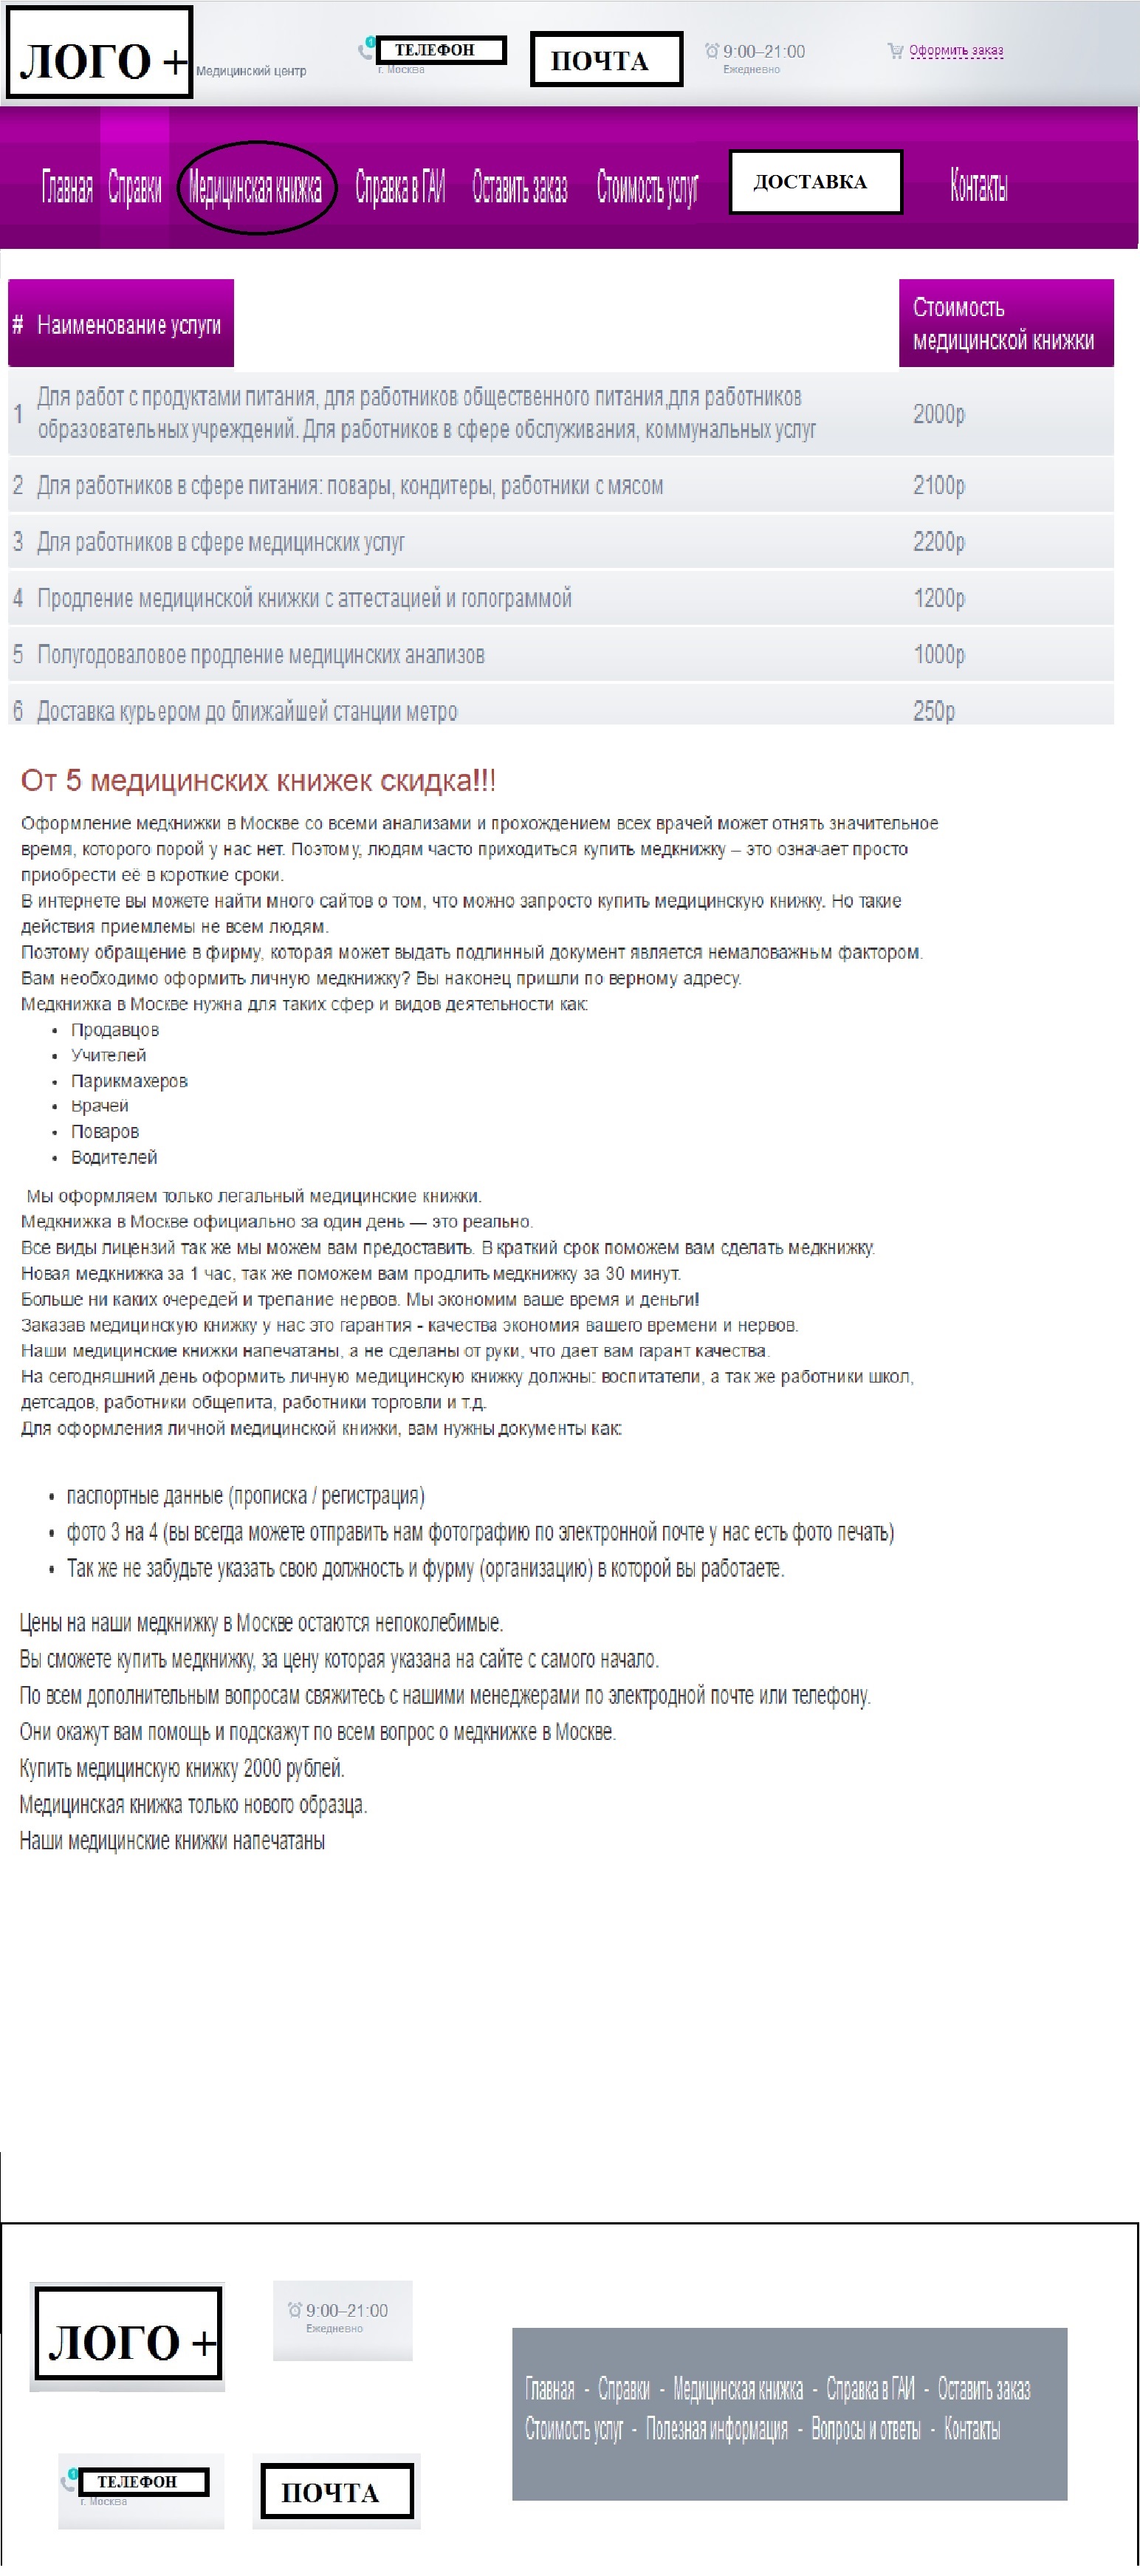 ЛОГО +
Медицинский центр
1
ТЕЛЕФОН
г. Москва
ПОЧТА
9:00–21:00
Ежедневно
Оформить заказ
Главная Справки Медицинская книжка Справка в ГАИ Оставить заказ Стоимость услуг ДОСТАВКА Контакты
# Наименование услуги
Стоимость
медицинской книжки
Для работ с продуктами питания, для работников общественного питания,для работников
1 образовательных учреждений. Для работников в сфере обслуживания, коммунальных услуг 2000р
2 Для работников в сфере питания: повары, кондитеры, работники с мясом 2100р
3 Для работников в сфере медицинских услуг 2200р
4 Продление медицинской книжки с аттестацией и голограммой 1200р
5 Полугодоваловое продление медицинских анализов 1000р
6 Доставка курьером до ближайшей станции метро 250р
От 5 медицинских книжек скидка!!!
Оформление медкнижки в Москве со всеми анализами и прохождением всех врачей может отнять значительное
время, которого порой у нас нет. Поэтому, людям часто приходиться купить медкнижку – это означает просто
приобрести её в короткие сроки.
В интернете вы можете найти много сайтов о том, что можно запросто купить медицинскую книжку. Но такие
действия приемлемы не всем людям.
Поэтому обращение в фирму, которая может выдать подлинный документ является немаловажным фактором.
Вам необходимо оформить личную медкнижку? Вы наконец пришли по верному адресу.
Медкнижка в Москве нужна для таких сфер и видов деятельности как:
• Продавцов
• Учителей
• Парикмахеров
• Врачей
• Поваров
• Водителей
Мы оформляем только легальный медицинские книжки.
Медкнижка в Москве официально за один день — это реально.
Все виды лицензий так же мы можем вам предоставить. В краткий срок поможем вам сделать медкнижку.
Новая медкнижка за 1 час, так же поможем вам продлить медкнижку за 30 минут.
Больше ни каких очередей и трепание нервов. Мы экономим ваше время и деньги!
Заказав медицинскую книжку у нас это гарантия - качества экономия вашего времени и нервов.
Наши медицинские книжки напечатаны, а не сделаны от руки, что дает вам гарант качества.
На сегодняшний день оформить личную медицинскую книжку должны: воспитатели, а так же работники школ,
детсадов, работники общепита, работники торговли и т.д.
Для оформления личной медицинской книжки, вам нужны документы как:
• паспортные данные (прописка / регистрация)
• фото 3 на 4 (вы всегда можете отправить нам фотографию по электронной почте у нас есть фото печать)
• Так же не забудьте указать свою должность и фурму (организацию) в которой вы работаете.
Цены на наши медкнижку в Москве остаются непоколебимые.
Вы сможете купить медкнижку, за цену которая указана на сайте с самого начало.
По всем дополнительным вопросам свяжитесь с нашими менеджерами по электродной почте или телефону.
Они окажут вам помощь и подскажут по всем вопрос о медкнижке в Москве.
Купить медицинскую книжку 2000 рублей.
Медицинская книжка только нового образца.
Наши медицинские книжки напечатаны
ЛОГО +
9:00–21:00
Ежедневно
Главная - Справки - Медицинская книжка - Справка в ГАИ - Оставить заказ
Стоимость услуг - Полезная информация - Вопросы и ответы - Контакты
1
ТЕЛЕФОН
г. Москва
ПОЧТА